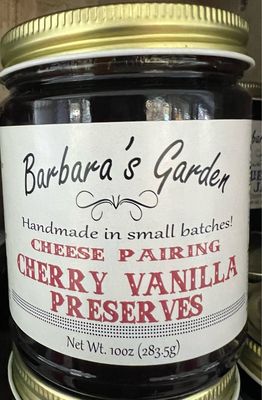 Barbara's Garden
Handmade in small batches!
CHEESE PAIRING
CHERRY VANILLA
PRESERVES
Net Wt. 10oz (283.5g)